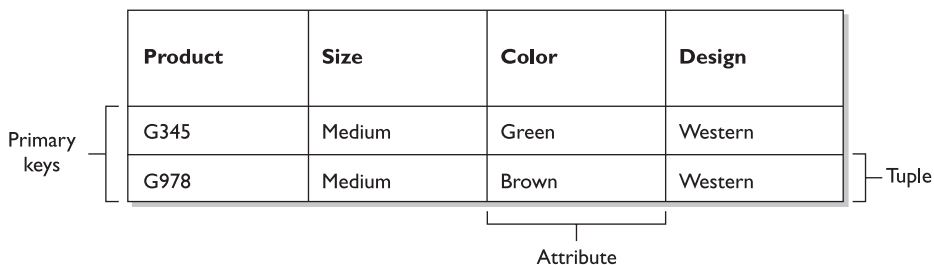 Product Size Color Design
Primary keys
G345 Medium Green Western
G978 Medium Brown Western
Tuple
Attribute